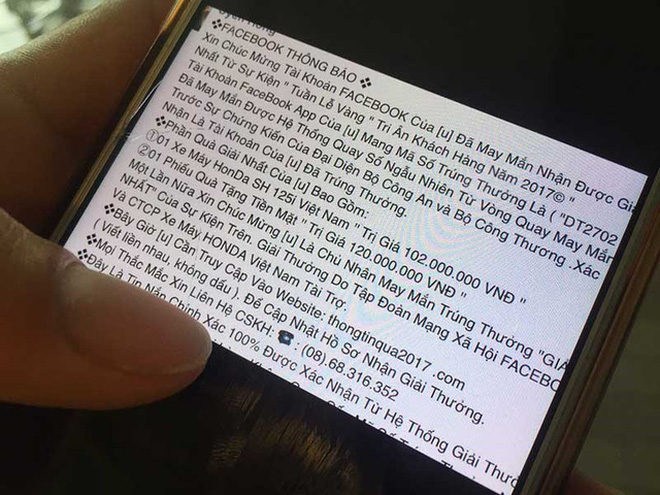 ❖FACEBOOK THÔNG BÁO ❖
Xin Chúc Mừng Tài Khoản FACEBOOK Của [u] Đã May Mắn Nhận Được
Nhất Từ Sự Kiện " Tuần Lễ Vàng " Tri Ân Khách Hàng Năm 2017© "
Tài Khoản FaceBook App Của [u] Mang Mã Số Trúng Thưởng Là ( "DT2702
Đã May Mắn Được Hệ Thống Quay Số Ngẫu Nhiên Từ Vòng Quay May Mắn
Trước Sự Chứng Kiến Của Đại Diện Bộ Công An là Bộ Công Thương .Xác
Nhận Là Tài Khoản Của [u] Đã Trúng Thưởng.
❖Phần Quà Giải Nhất Của [u] Bao Gồm:
①01 Xe Máy HonDa SH 125i Việt Nam " Trị Giá 102.000.000 VNĐ "
②01 Phiếu Quà Tặng Tiền Mặt " Trị Giá 120.000.000 VNĐ "
Một Lần Nữa Xin Chúc Mừng [u] Là Chủ Nhân May Mắn Trúng Thưởng
NHẤT" Của Sự Kiện Trên. Giải Thưởng Do Tập Đoàn Mạng Xã Hội
Và CTCP Xe Máy HONDA Việt Nam Tài Trợ.
❖Bây Giờ [u] Cần Truy Cập Vào Website: thongtinqua2017 .com
( Viết liền nhau, không dấu ). Để Cập Nhật Hồ Sơ Nhận Giải Thưởng.
❖Mọi Thắc Mắc Xin Liên Hệ CSKH: ☎ : (08).68.316.352
❖Đây Là Tin Nhắn Chính Xác 100% Được Xác Nhận Từ Hệ Thống Giải